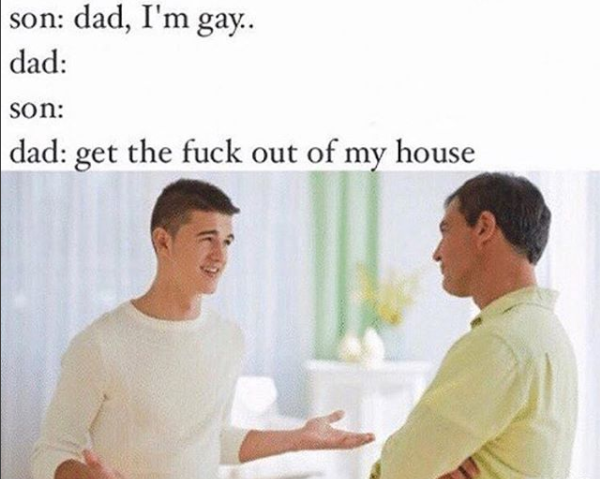 son: dad, I'm gay..
dad:
son:
dad: get the fuck out of my house